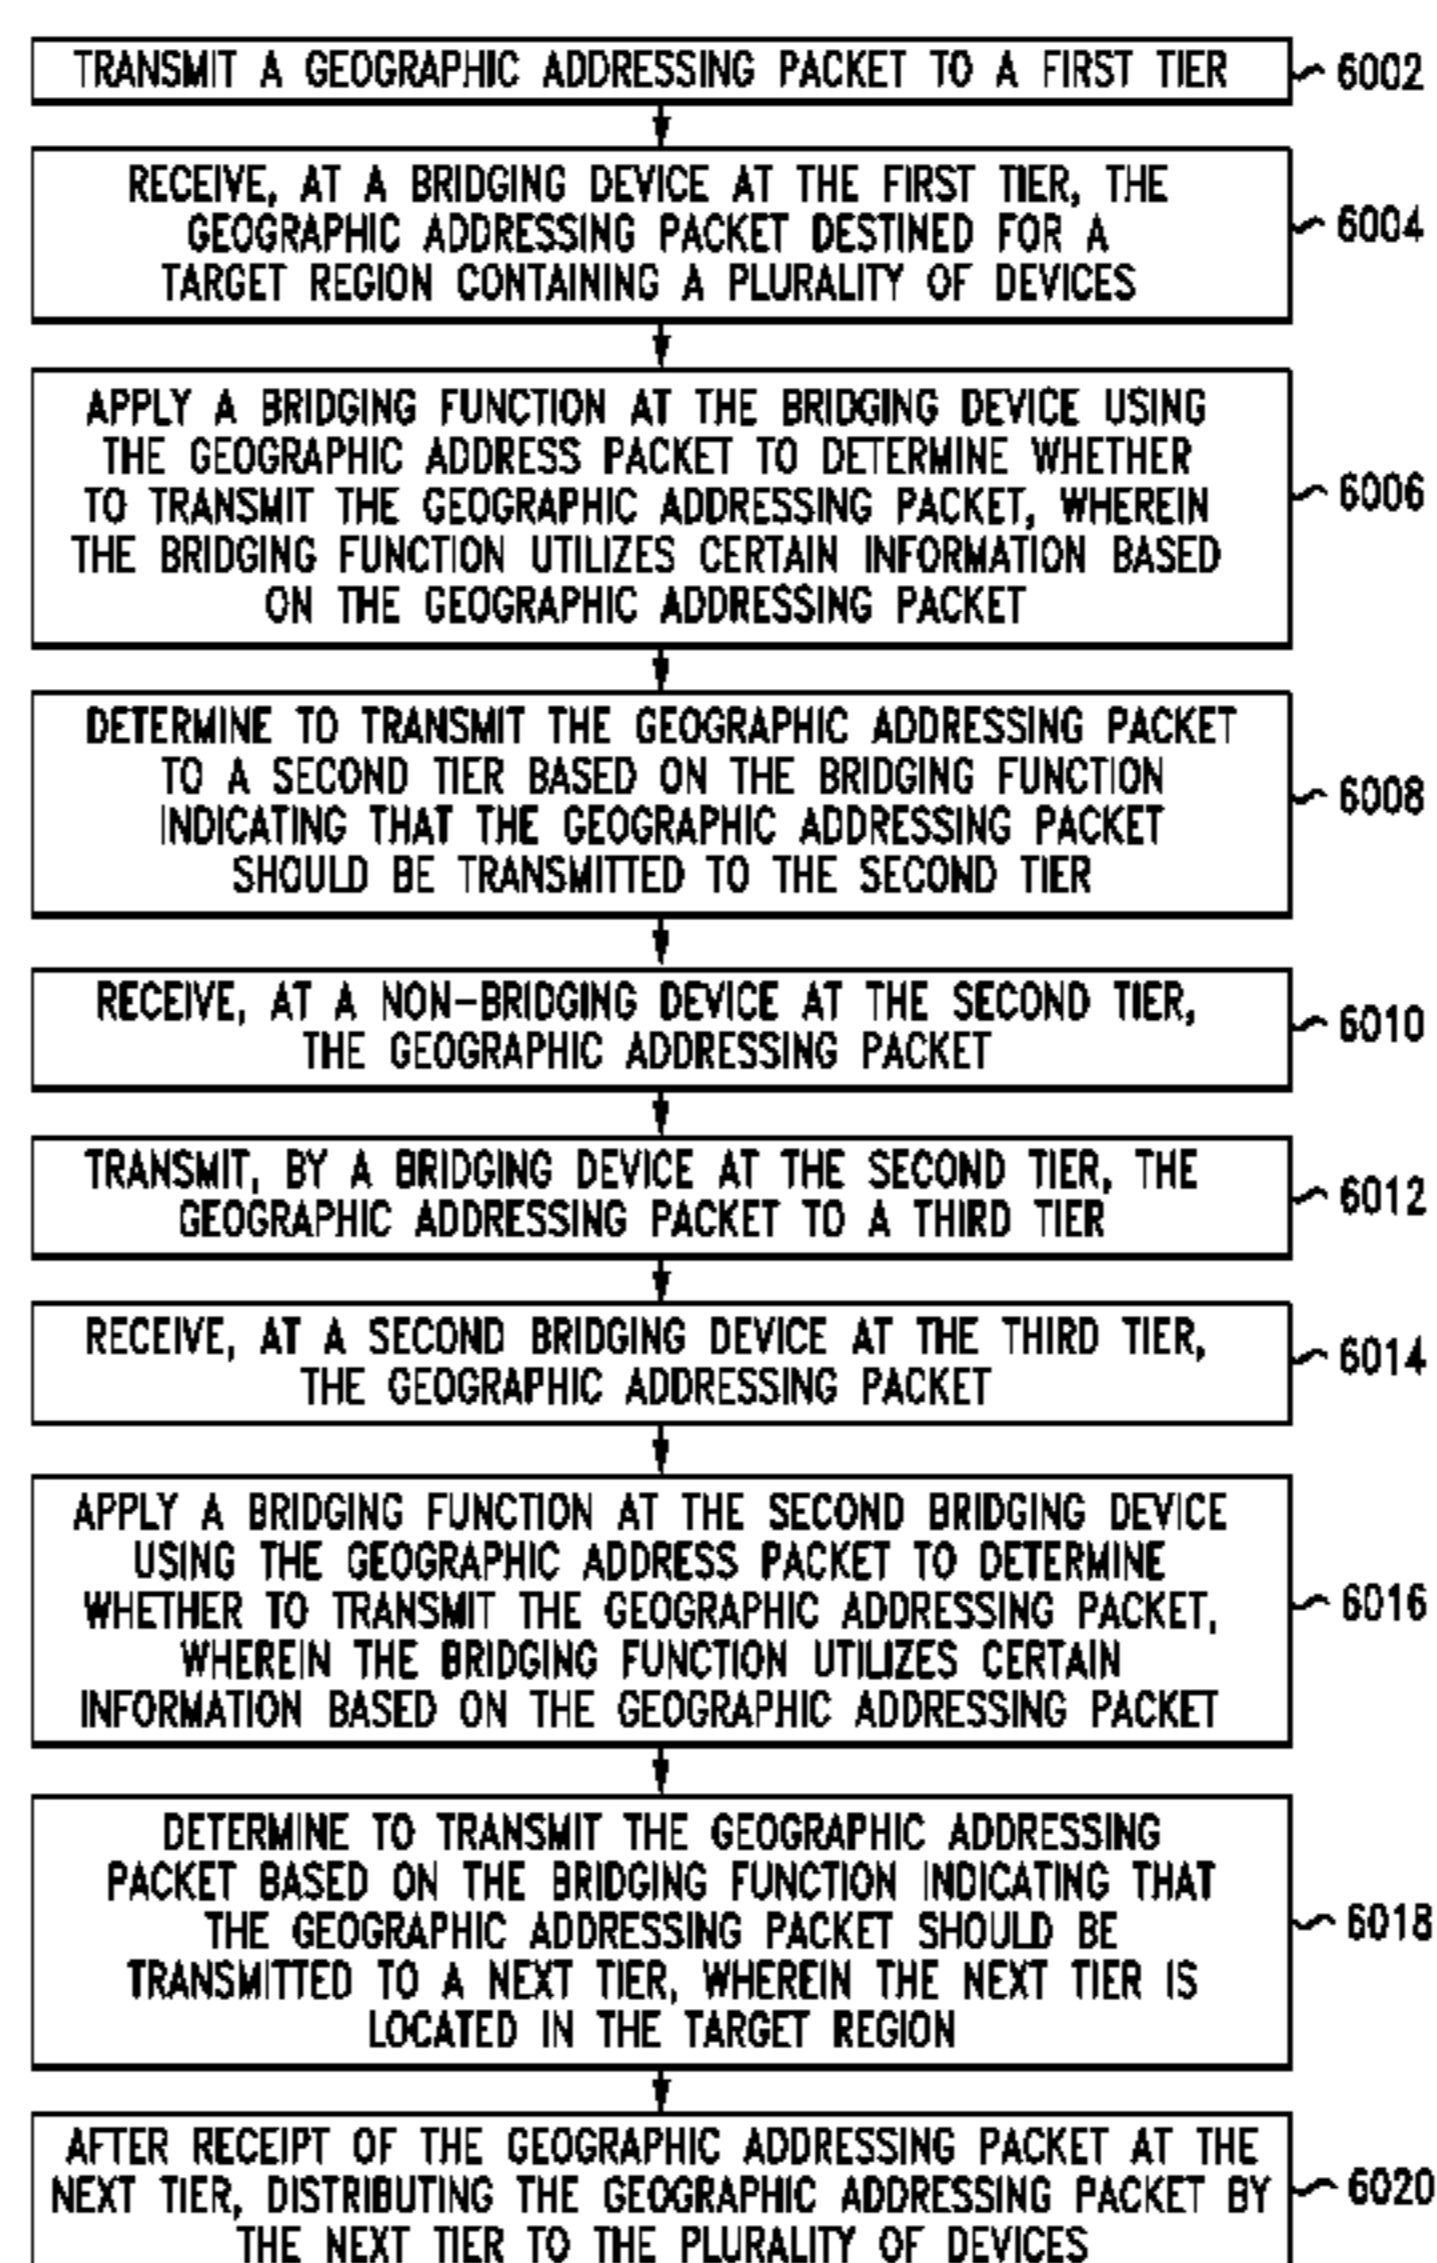 TRANSMIT A GEOGRAPHIC ADDRESSING PACKET TO A FIRST TIER
6002
RECEIVE, AT A BRIDGING DEVICE AT THE FIRST TIER, THE
GEOGRAPHIC ADDRESSING PACKET DESTINED FOR A
TARGET REGION CONTAINING A PLURALITY OF DEVICES
6004
APPLY A BRIDGING FUNCTION AT THE BRIDGING DEVICE USING
THE GEOGRAPHIC ADDRESS PACKET TO DETERMINE WHETHER
TO TRANSMIT THE GEOGRAPHIC ADDRESSING PACKET, WHEREIN
THE BRIDGING FUNCTION UTILIZES CERTAIN INFORMATION BASED
ON THE GEOGRAPHIC ADDRESSING PACKET
6006
DETERMINE TO TRANSMIT THE GEOGRAPHIC ADDRESSING PACKET
TO A SECOND TIER BASED ON THE BRIDGING FUNCTION
INDICATING THAT THE GEOGRAPHIC ADDRESSING PACKET
SHOULD BE TRANSMITTED TO THE SECOND TIER
6008
RECEIVE, AT A NON-BRIDGING DEVICE AT THE SECOND TIER,
THE GEOGRAPHIC ADDRESSING PACKET
6010
TRANSMIT, BY A BRIDGING DEVICE AT THE SECOND TIER, THE
GEOGRAPHIC ADDRESSING PACKET TO A THIRD TIER
6012
RECEIVE, AT A SECOND BRIDGING DEVICE AT THE THIRD TIER,
THE GEOGRAPHIC ADDRESSING PACKET
6014
APPLY A BRIDGING FUNCTION AT THE SECOND BRIDGING DEVICE
USING THE GEOGRAPHIC ADDRESS PACKET TO DETERMINE
WHETHER TO TRANSMIT THE GEOGRAPHIC ADDRESSING PACKET,
WHEREIN THE BRIDGING FUNCTION UTILIZES CERTAIN
INFORMATION BASED ON THE GEOGRAPHIC ADDRESSING PACKET
6016
DETERMINE TO TRANSMIT THE GEOGRAPHIC ADDRESSING
PACKET BASED ON THE BRIDGING FUNCTION INDICATING THAT
THE GEOGRAPHIC ADDRESSING PACKET SHOULD BE
TRANSMITTED TO A NEXT TIER, WHEREIN THE NEXT TIER IS
LOCATED IN THE TARGET REGION
6018
AFTER RECEIPT OF THE GEOGRAPHIC ADDRESSING PACKET AT THE
NEXT TIER, DISTRIBUTING THE GEOGRAPHIC ADDRESSING PACKET BY
THE NEXT TIER TO THE PLURALITY OF DEVICES
6020